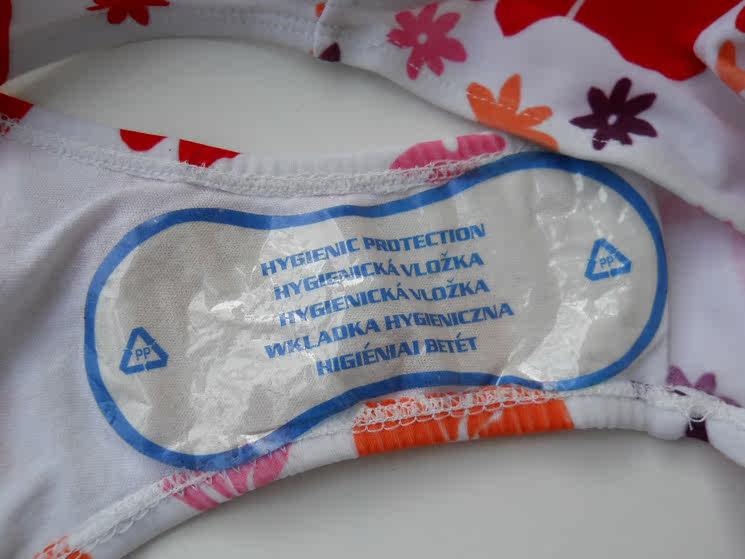 HYGIENIC PROTECTION
HYGIENICKÁ VLOŽKA
HYGIENICKÁ VLOŽKA
WKLADKA HYGIENICZNA
HIGIÉNIAI BETÉT
PP
PP